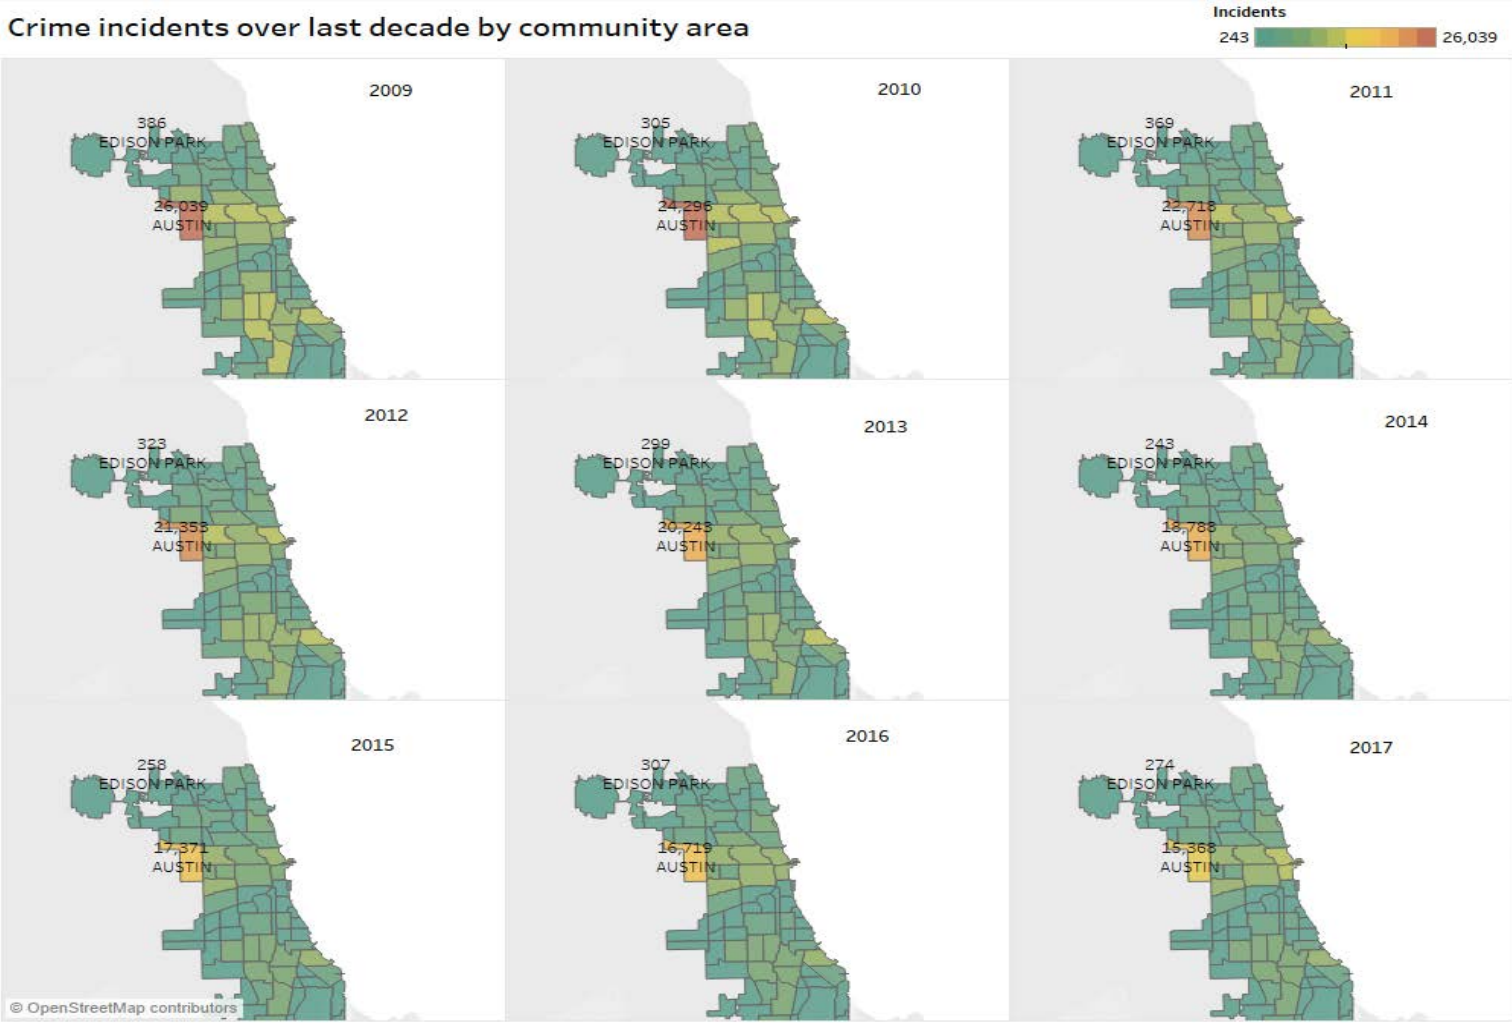 Crime incidents over last decade by community area
Incidents
243 26,039
2009
386
EDISON PARK
26,039
AUSTIN
2010
305
EDISON PARK
24,296
AUSTIN
2011
369
EDISON PARK
22,718
AUSTIN
2012
323
EDISON PARK
21,353
AUSTIN
2013
299
EDISON PARK
20,243
AUSTIN
2014
243
EDISON PARK
18,788
AUSTIN
2015
258
EDISON PARK
17,371
AUSTIN
2016
307
EDISON PARK
16,719
AUSTIN
2017
274
EDISON PARK
15,368
AUSTIN
© OpenStreetMap contributors